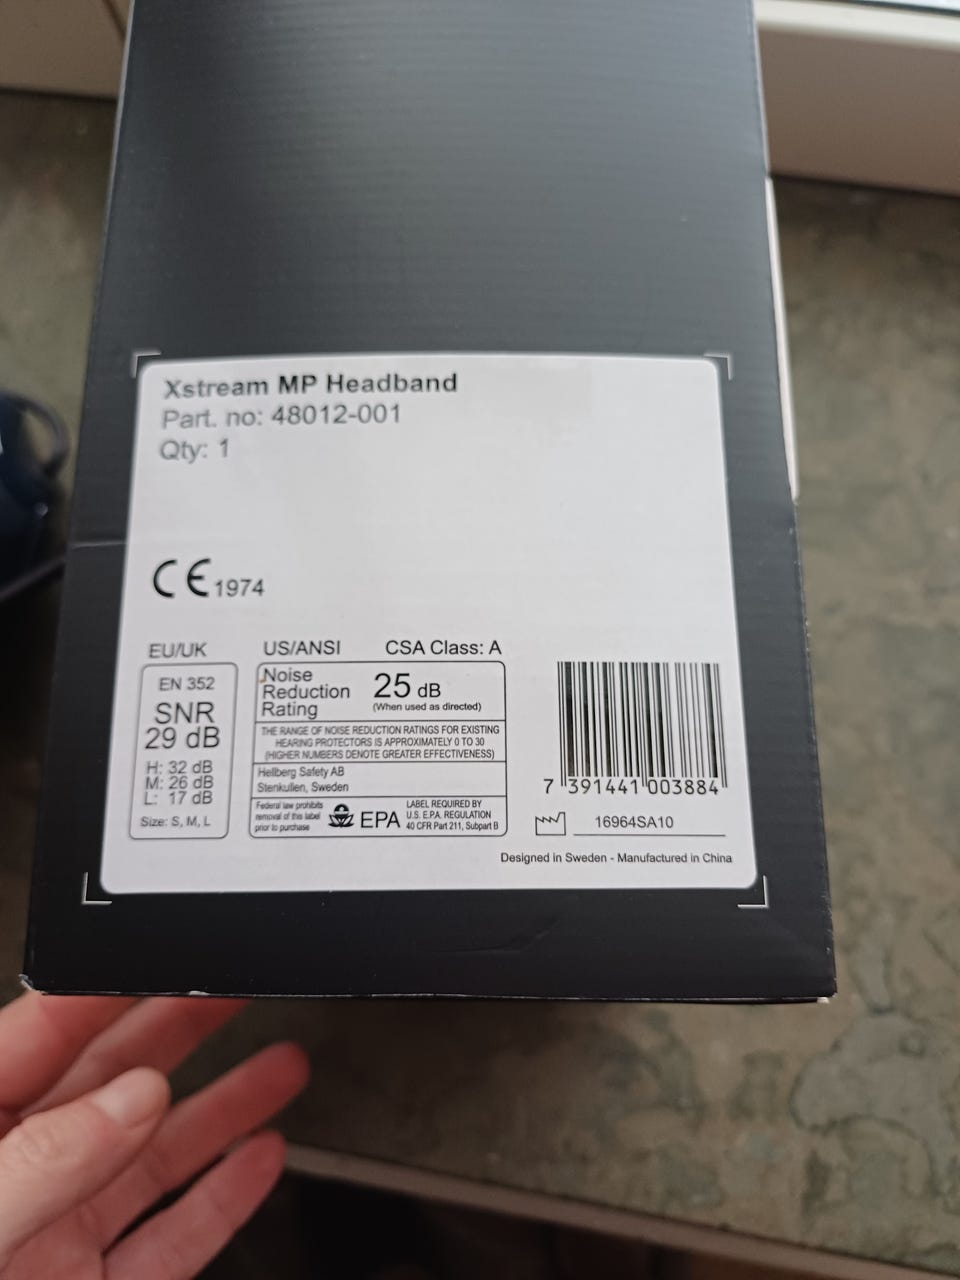 Xstream MP Headband
Part. no: 48012-001
Qty: 1
CE 1974
EU/UK
EN 352
SNR
29 dB
H: 32 dB
M: 26 dB
L: 17 dB
Size: S, M, L
US/ANSI CSA Class: A
Noise
Reduction
Rating
25 dB
(When used as directed)
THE RANGE OF NOISE REDUCTION RATINGS FOR EXISTING
HEARING PROTECTORS IS APPROXIMATELY 0 TO 30
(HIGHER NUMBERS DENOTE GREATER EFFECTIVENESS)
Hellberg Safety AB
Stenkullen, Sweden
Federal law prohibits
removal of this label
prior to purchase
EPA
LABEL REQUIRED BY
U.S. E.P.A. REGULATION
40 CFR Part 211, Subpart B
7 391441 003884
16964SA10
Designed in Sweden - Manufactured in China